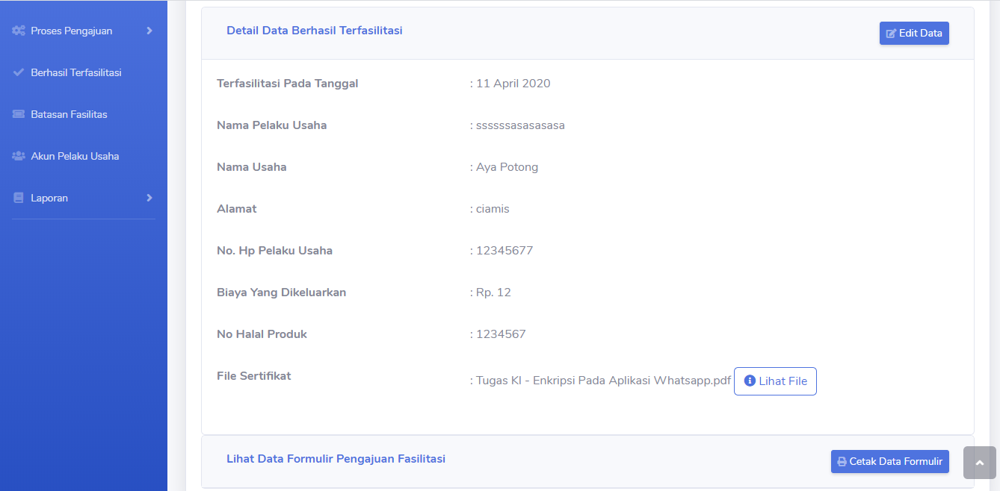 Proses Pengajuan
Berhasil Terfasilitasi
Batasan Fasilitas
Akun Pelaku Usaha
Laporan
Detail Data Berhasil Terfasilitasi
Edit Data
Terfasilitasi Pada Tanggal : 11 April 2020
Nama Pelaku Usaha : ssssssasasasasa
Nama Usaha : Aya Potong
Alamat : ciamis
No. Hp Pelaku Usaha : 12345677
Biaya Yang Dikeluarkan : Rp. 12
No Halal Produk : 1234567
File Sertifikat : Tugas KI - Enkripsi Pada Aplikasi Whatsapp.pdf Lihat File
Lihat Data Formulir Pengajuan Fasilitasi
Cetak Data Formulir